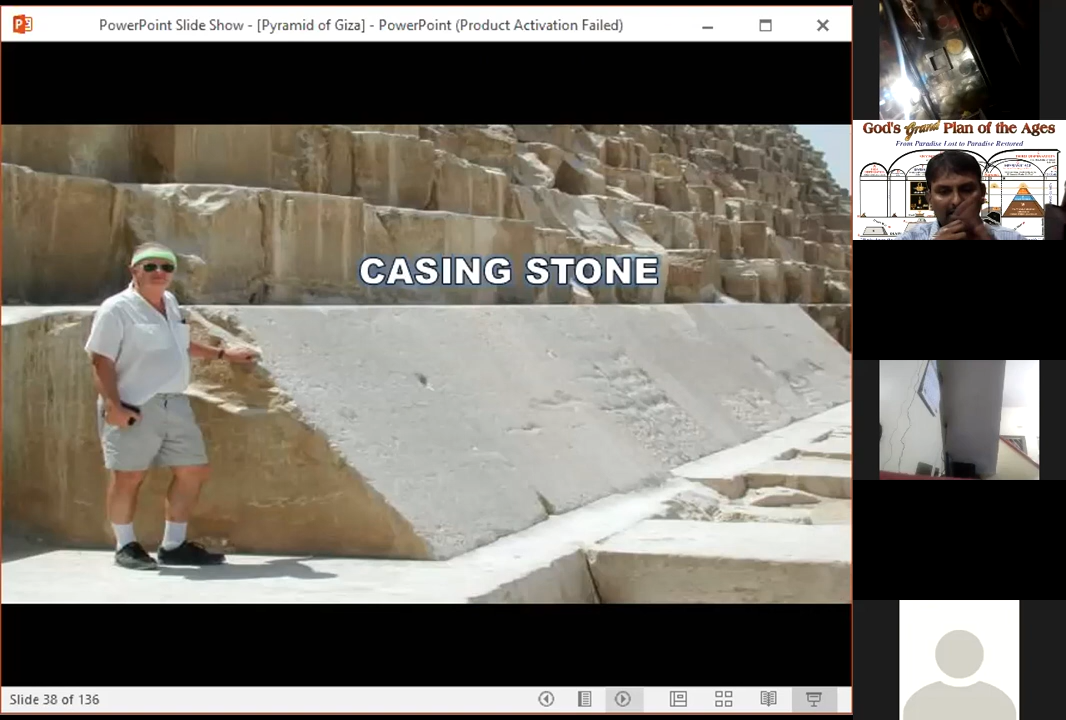 PowerPoint Slide Show - [Pyramid of Giza] - PowerPoint (Product Activation Failed)
CASING STONE
Slide 38 of 136
God's Grand Plan of the Ages
From Paradise Lost to Paradise Restored